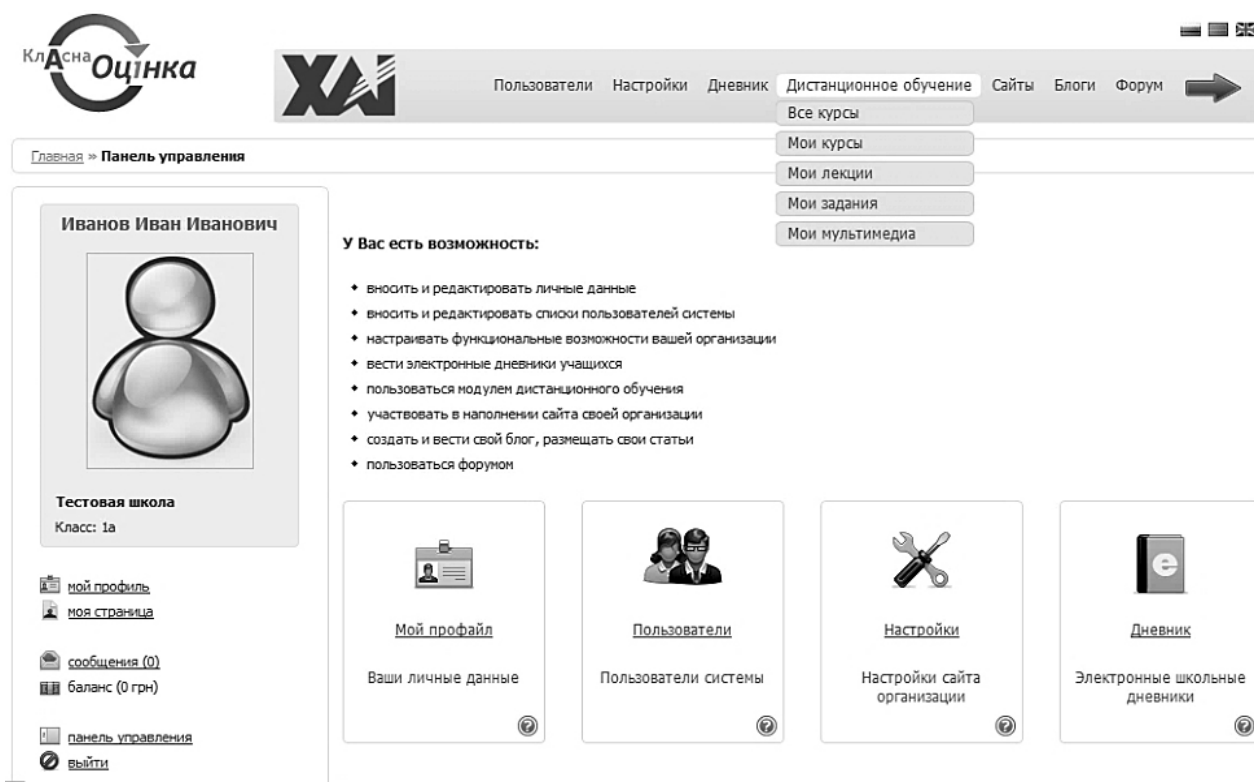 КлАсна
Оцінка
ХАІ
Пользователи Настройки Дневник Дистанционное обучение Сайты Блоги Форум
Все курсы
Мои курсы
Мои лекции
Мои задания
Мои мультимедиа
Главная » Панель управления
Иванов Иван Иванович
Тестовая школа
Класс: 1а
мой профиль
моя страница
сообщения (0)
баланс (0 грн)
панель управления
выйти
У Вас есть возможность:
вносить и редактировать личные данные
вносить и редактировать списки пользователей системы
настраивать функциональные возможности вашей организации
вести электронные дневники учащихся
пользоваться модулем дистанционного обучения
участвовать в наполнении сайта своей организации
создать и вести свой блог, размещать свои статьи
пользоваться форумом
Мой профайл
Ваши личные данные
Пользователи
Пользователи системы
Настройки
Настройки сайта
организации
e
Дневник
Электронные школьные
дневники